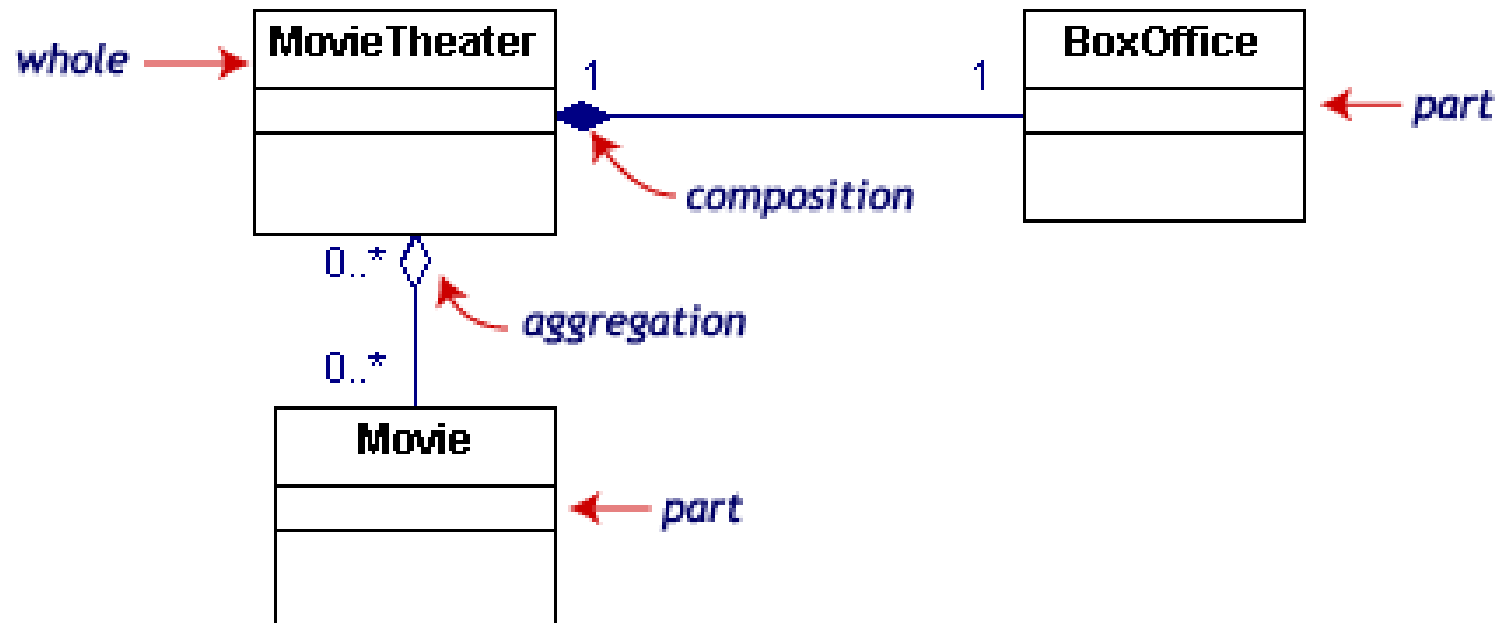 whole
MovieTheater
1
1
BoxOffice
part
composition
0..*
aggregation
0..*
Movie
part